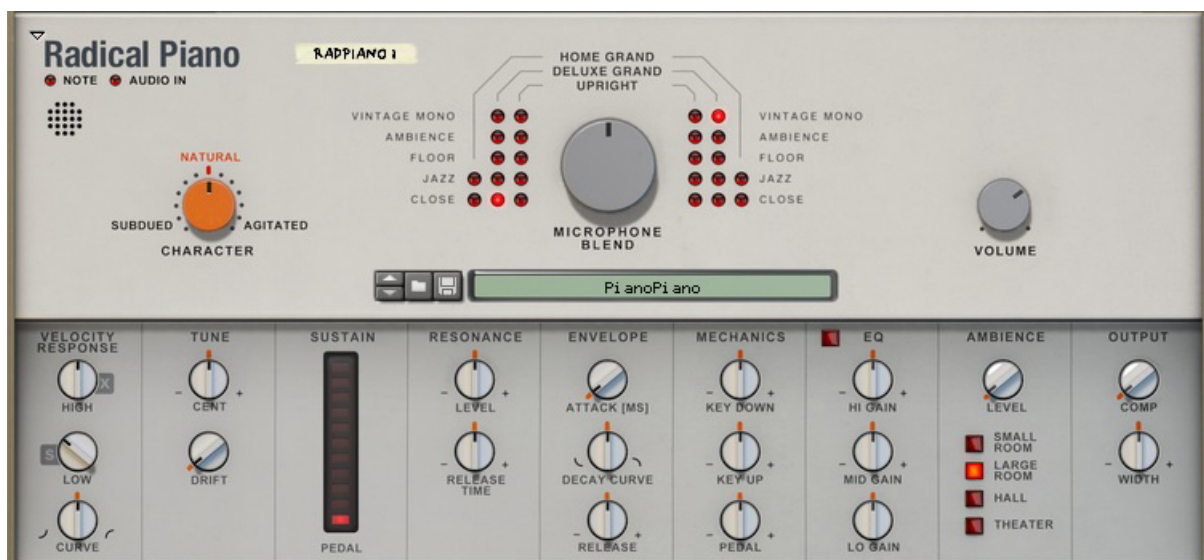 Radical Piano
RADPIANO 1
NOTE AUDIO IN
HOME GRAND
DELUXE GRAND
UPRIGHT
VINTAGE MONO VINTAGE MONO
AMBIENCE AMBIENCE
FLOOR FLOOR
JAZZ JAZZ
CLOSE CLOSE
MICROPHONE
BLEND
NATURAL
SUBDUED AGITATED
CHARACTER
VOLUME
PianoPiano
VELOCITY
RESPONSE
X
HIGH
S
LOW
CURVE
TUNE
- +
CENT
DRIFT
SUSTAIN
PEDAL
RESONANCE
- +
LEVEL
- +
RELEASE
TIME
ENVELOPE
ATTACK [MS]
DECAY CURVE
- +
RELEASE
MECHANICS
- +
KEY DOWN
- +
KEY UP
- +
PEDAL
EQ
- +
HI GAIN
- +
MID GAIN
- +
LO GAIN
AMBIENCE
LEVEL
SMALL
ROOM
LARGE
ROOM
HALL
THEATER
OUTPUT
COMP
- +
WIDTH